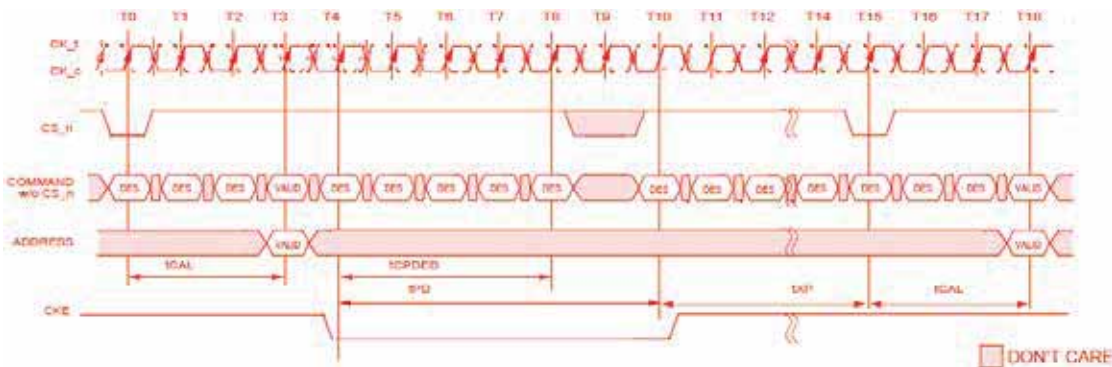 T0 T1 T2 T3 T4 T5 T6 T7 T8 T9 T10 T11 T12 T14 T15 T16 T17 T18
CK_t
CK_c
CS_n
COMMAND w/o CS_n DES DES DES VALID DES DES DES DES DES DES DES DES DES DES DES DES VALID
ADDRESS VALID VALID
tCAL tCPDED tCAL
tPD tXP
CKE
DON'T CARE